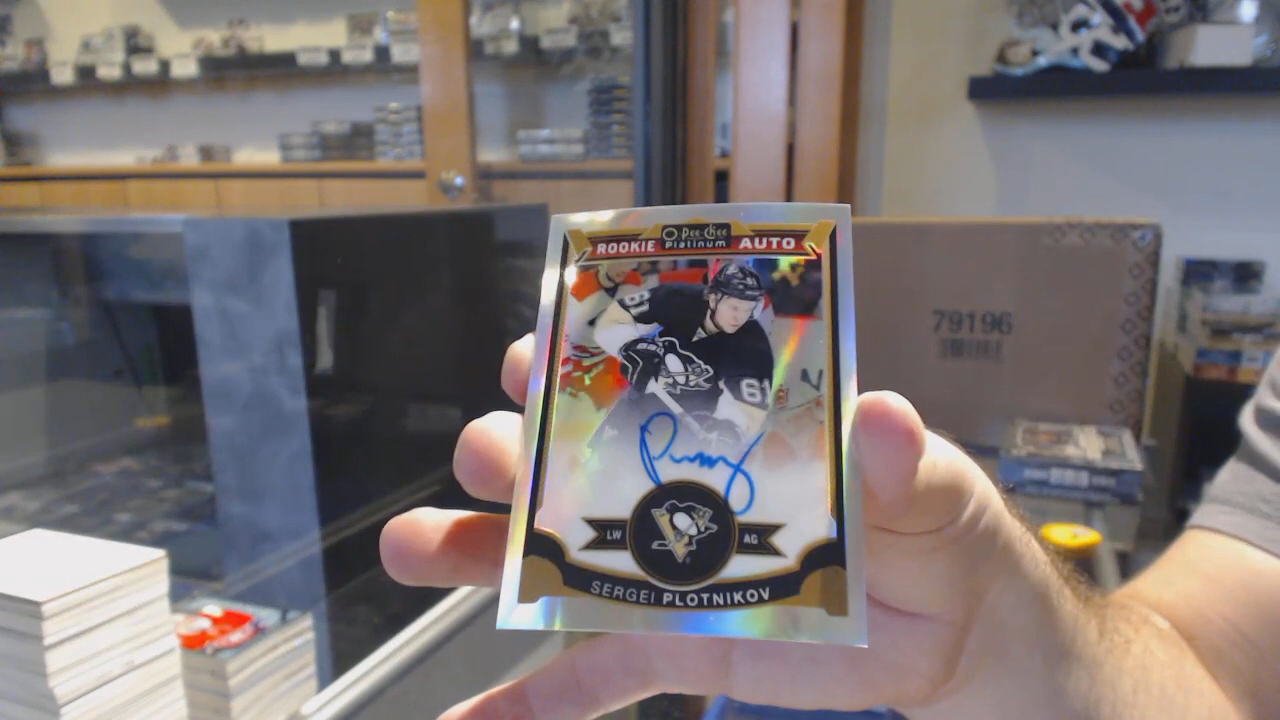 O-Pee-Chee
ROOKIE Platinum AUTO
61
61
LW AG
SERGEI PLOTNIKOV
79196